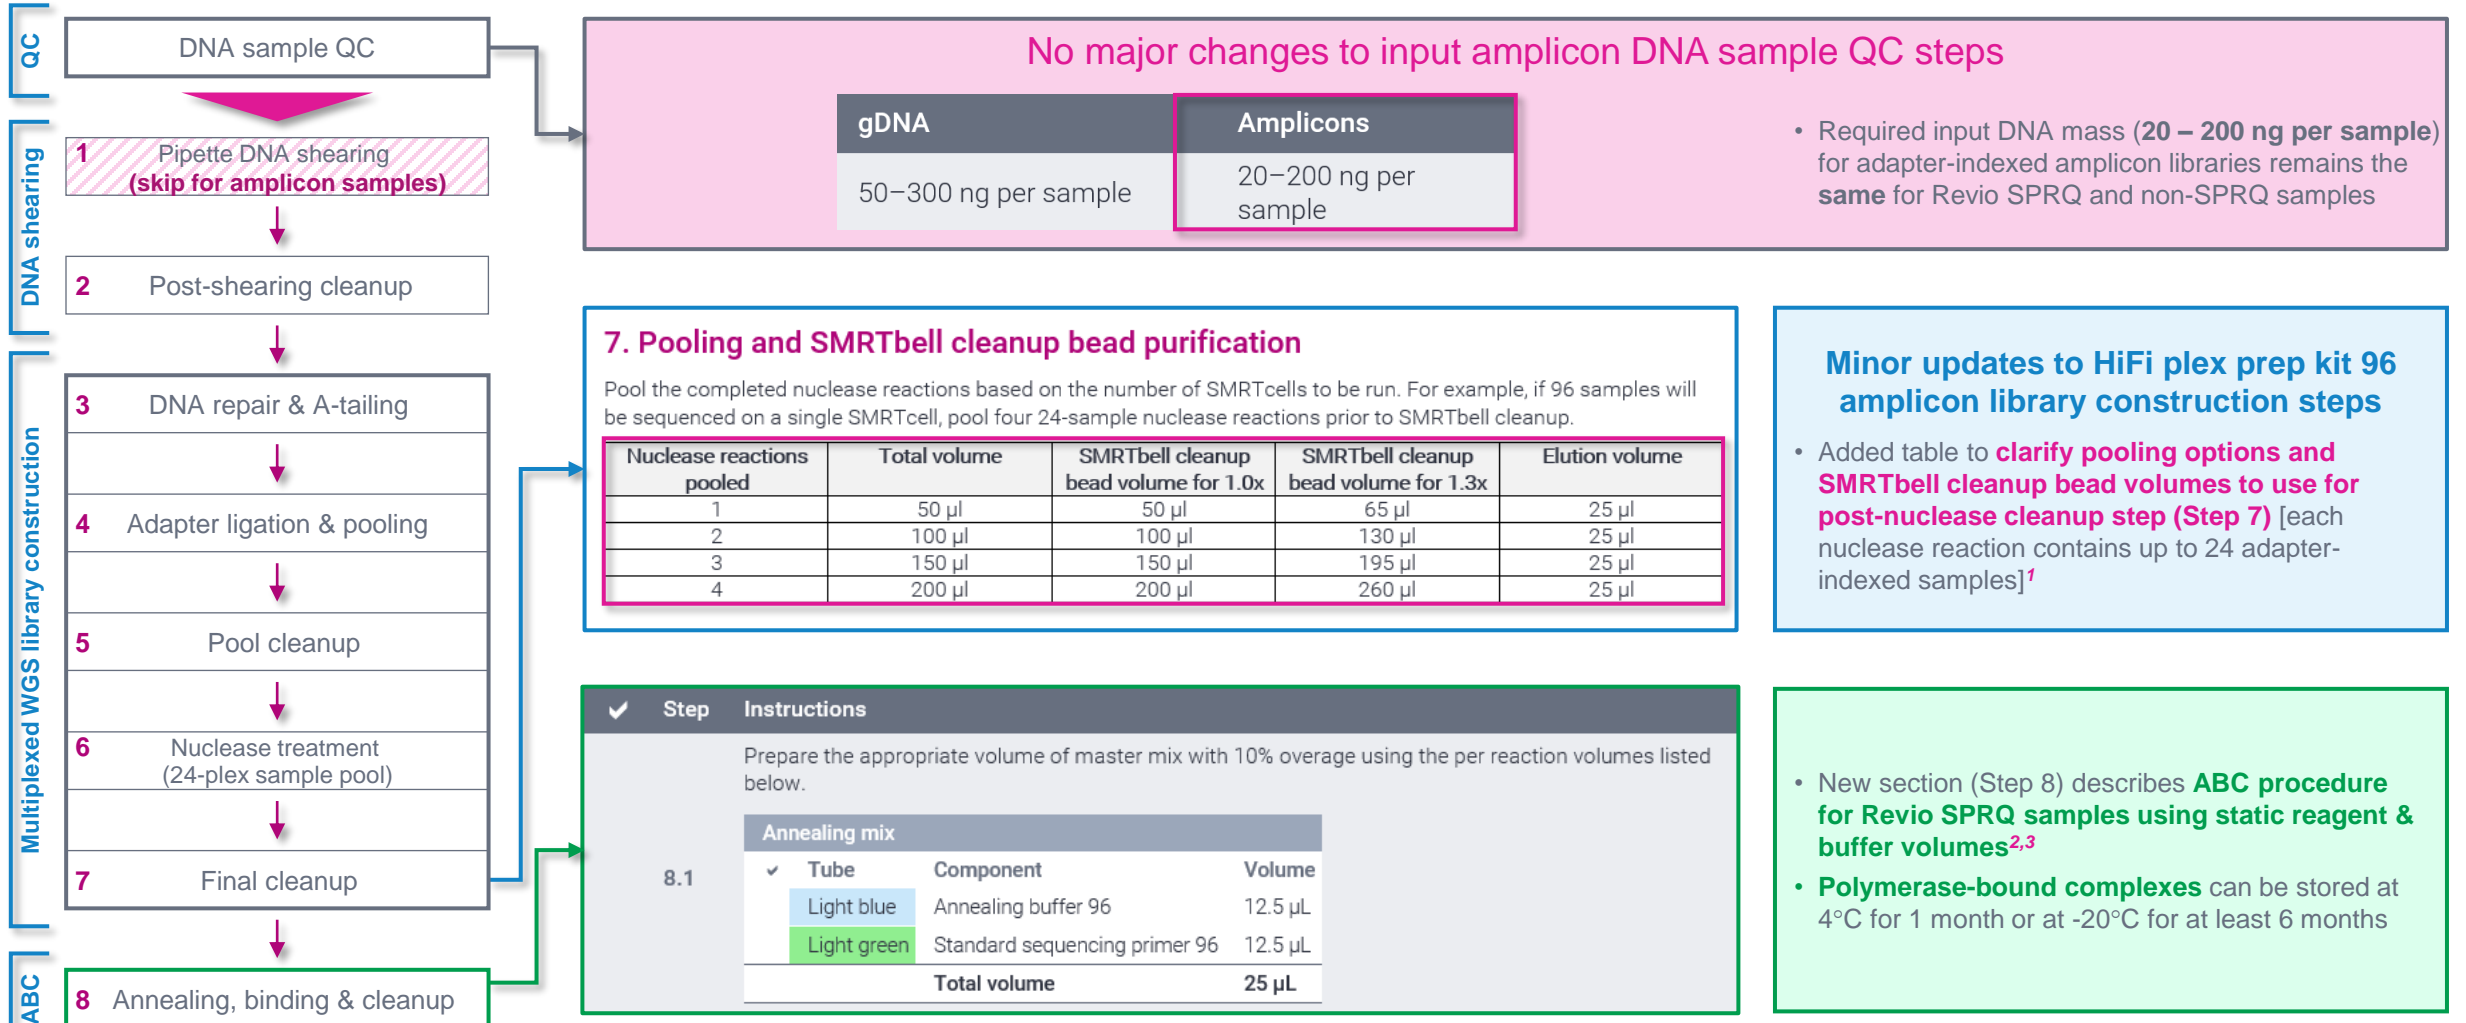 QC
DNA sample QC
DNA shearing
1 Pipette DNA shearing
(skip for amplicon samples)
2 Post-shearing cleanup
Multiplexed WGS library construction
3 DNA repair & A-tailing
4 Adapter ligation & pooling
5 Pool cleanup
6 Nuclease treatment
(24-plex sample pool)
7 Final cleanup
ABC
8 Annealing, binding & cleanup
No major changes to input amplicon DNA sample QC steps
gDNA Amplicons
50–300 ng per sample
20–200 ng per
sample
• Required input DNA mass (20 – 200 ng per sample)
for adapter-indexed amplicon libraries remains the
same for Revio SPRQ and non-SPRQ samples
7. Pooling and SMRTbell cleanup bead purification
Pool the completed nuclease reactions based on the number of SMRTcells to be run. For example, if 96 samples will
be sequenced on a single SMRTcell, pool four 24-sample nuclease reactions prior to SMRTbell cleanup.
Nuclease reactions Total volume SMRTbell cleanup SMRTbell cleanup Elution volume
pooled bead volume for 1.0x bead volume for 1.3x
1 50 µl 50 µl 65 µl 25 µl
2 100 µl 100 µl 130 µl 25 µl
3 150 µl 150 µl 195 µl 25 µl
4 200 µl 200 µl 260 µl 25 µl
Minor updates to HiFi plex prep kit 96
amplicon library construction steps
• Added table to clarify pooling options and
SMRTbell cleanup bead volumes to use for
post-nuclease cleanup step (Step 7) [each
nuclease reaction contains up to 24 adapter-
indexed samples]1
✓ Step Instructions
Prepare the appropriate volume of master mix with 10% overage using the per reaction volumes listed
below.
8.1
Annealing mix
✓ Tube Component Volume
Light blue Annealing buffer 96 12.5 µL
Light green Standard sequencing primer 96 12.5 µL
Total volume 25 µL
• New section (Step 8) describes ABC procedure
for Revio SPRQ samples using static reagent &
buffer volumes2,3
• Polymerase-bound complexes can be stored at
4°C for 1 month or at -20°C for at least 6 months